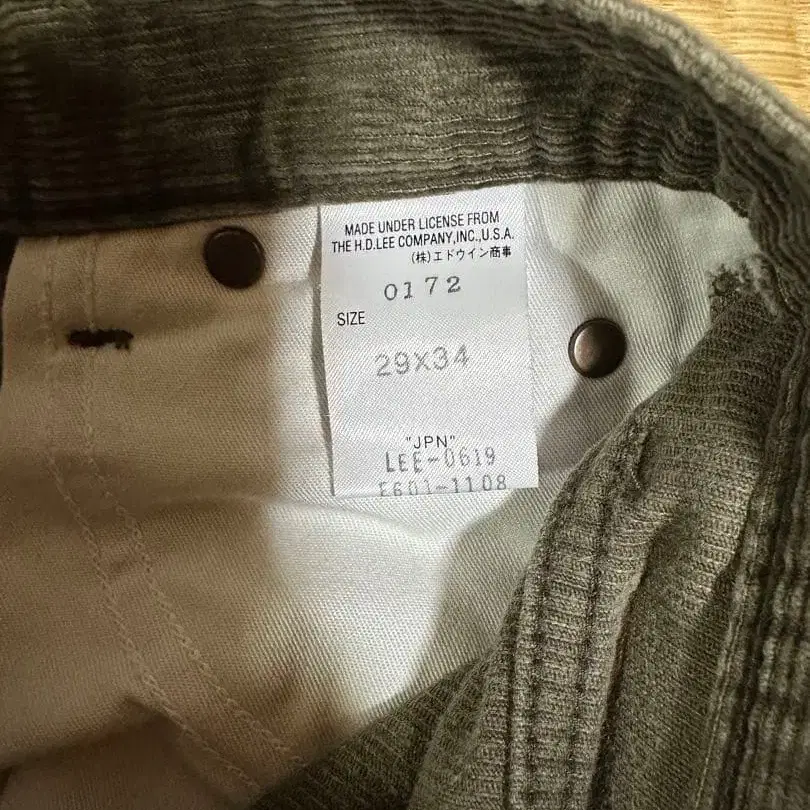 MADE UNDER LICENSE FROM
THE H.D.LEE COMPANY,INC.,U.S.A.
(株)エドウイン商事
0172
SIZE
29X34
"JPN"
LEE-0619
E601-1108